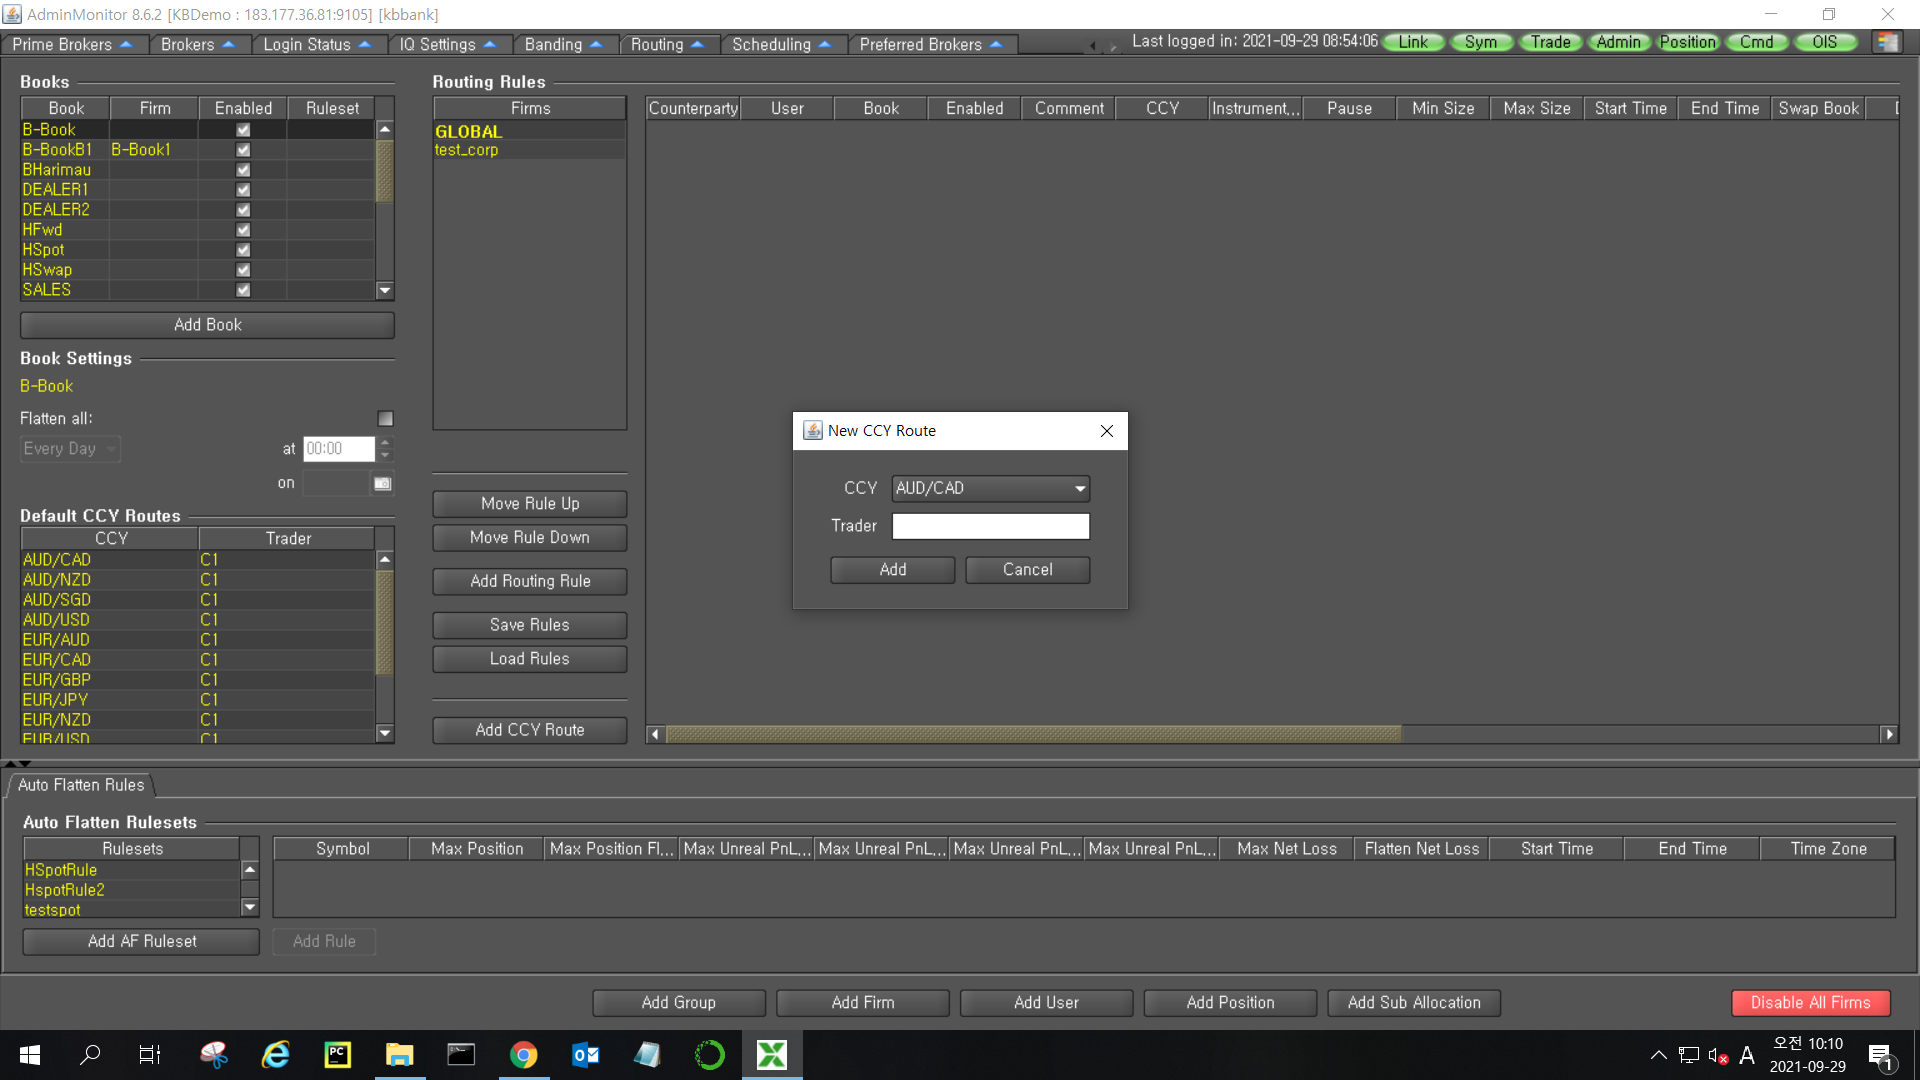 AdminMonitor 8.6.2 [KBDemo : 183.177.36.81:9105] [kbbank]
Prime Brokers Brokers Login Status IQ Settings Banding Routing Scheduling Preferred Brokers Last logged in: 2021-09-29 08:54:06 Link Sym Trade Admin Position Cmd OIS
Books
Book Firm Enabled Ruleset
B-Book
B-BookB1 B-Book1
BHarimau
DEALER1
DEALER2
HFwd
HSpot
HSwap
SALES
Add Book
Book Settings
B-Book
Flatten all:
Every Day at 00:00
on
Default CCY Routes
CCY Trader
AUD/CAD C1
AUD/NZD C1
AUD/SGD C1
AUD/USD C1
EUR/AUD C1
EUR/CAD C1
EUR/GBP C1
EUR/JPY C1
EUR/NZD C1
EUR/USD C1
Routing Rules
Firms
GLOBAL
test_corp
Move Rule Up
Move Rule Down
Add Routing Rule
Save Rules
Load Rules
Add CCY Route
Counterparty User Book Enabled Comment CCY Instrument... Pause Min Size Max Size Start Time End Time Swap Book
New CCY Route
CCY AUD/CAD
Trader
Add Cancel
Auto Flatten Rules
Auto Flatten Rulesets
Rulesets
HSpotRule
HspotRule2
testspot
Add AF Ruleset Add Rule
Symbol Max Position Max Position Fl... Max Unreal PnL... Max Unreal PnL... Max Unreal PnL... Max Unreal PnL... Max Net Loss Flatten Net Loss Start Time End Time Time Zone
Add Group Add Firm Add User Add Position Add Sub Allocation Disable All Firms
PC
A
오전 10:10
2021-09-29
1